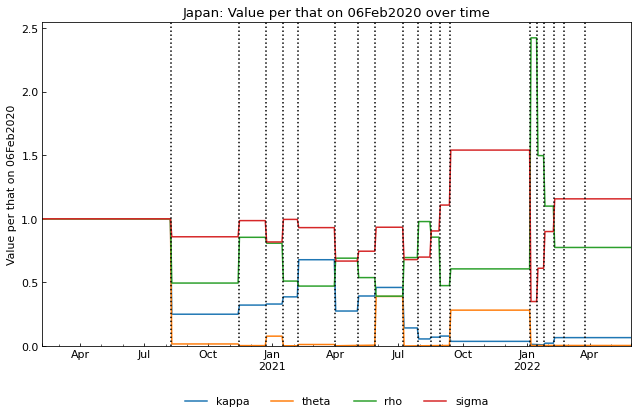 Japan: Value per that on 06Feb2020 over time
Value per that on 06Feb2020
2.5
2.0
1.5
1.0
0.5
0.0
Apr Jul Oct Jan Apr Jul Oct Jan Apr
2021 2022
kappa theta rho sigma